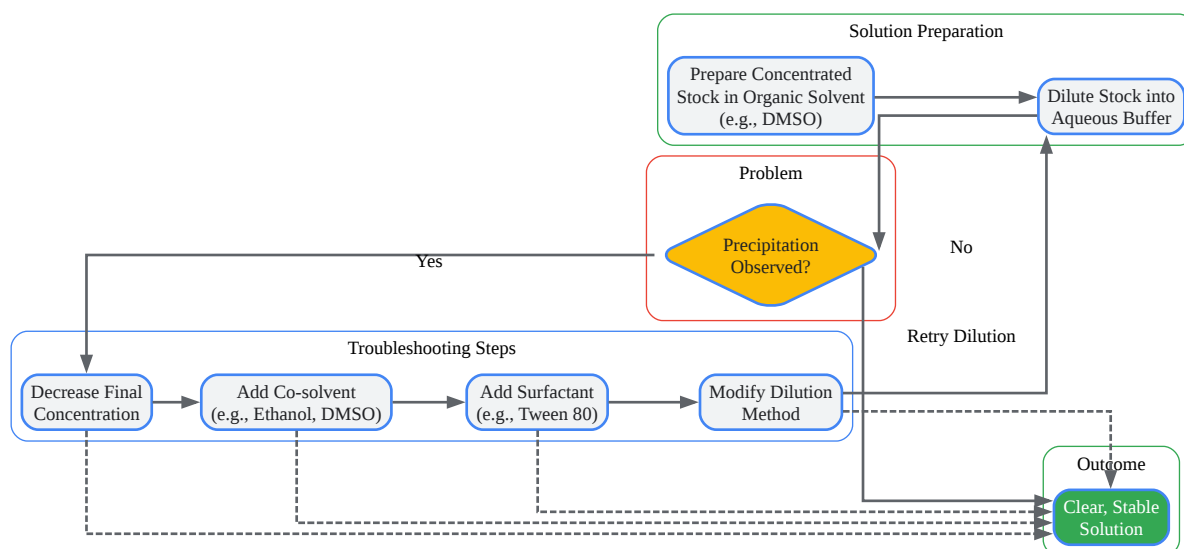 Solution Preparation
Prepare Concentrated
Stock in Organic Solvent
(e.g., DMSO)
Dilute Stock into
Aqueous Buffer
Problem
Precipitation
Observed?
No
Yes
Retry Dilution
Troubleshooting Steps
Decrease Final
Concentration
Add Co-solvent
(e.g., Ethanol, DMSO)
Add Surfactant
(e.g., Tween 80)
Modify Dilution
Method
Outcome
Clear, Stable
Solution